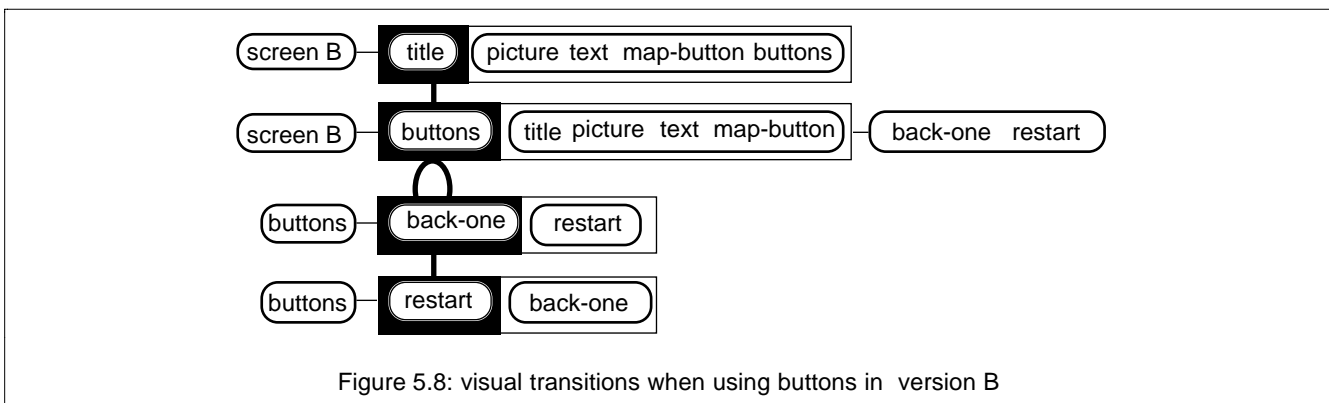 screen B title picture text map-button buttons
screen B buttons title picture text map-button back-one restart
buttons back-one restart
buttons restart back-one
Figure 5.8: visual transitions when using buttons in version B